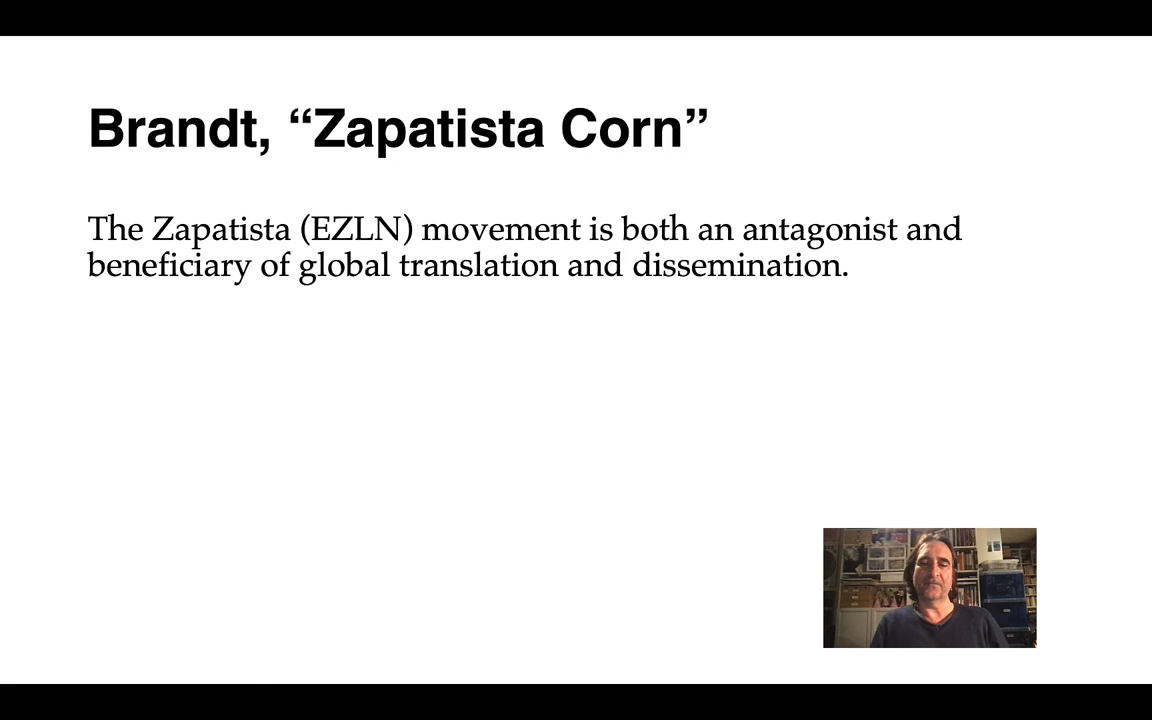 Brandt, “Zapatista Corn”
The Zapatista (EZLN) movement is both an antagonist and
beneficiary of global translation and dissemination.